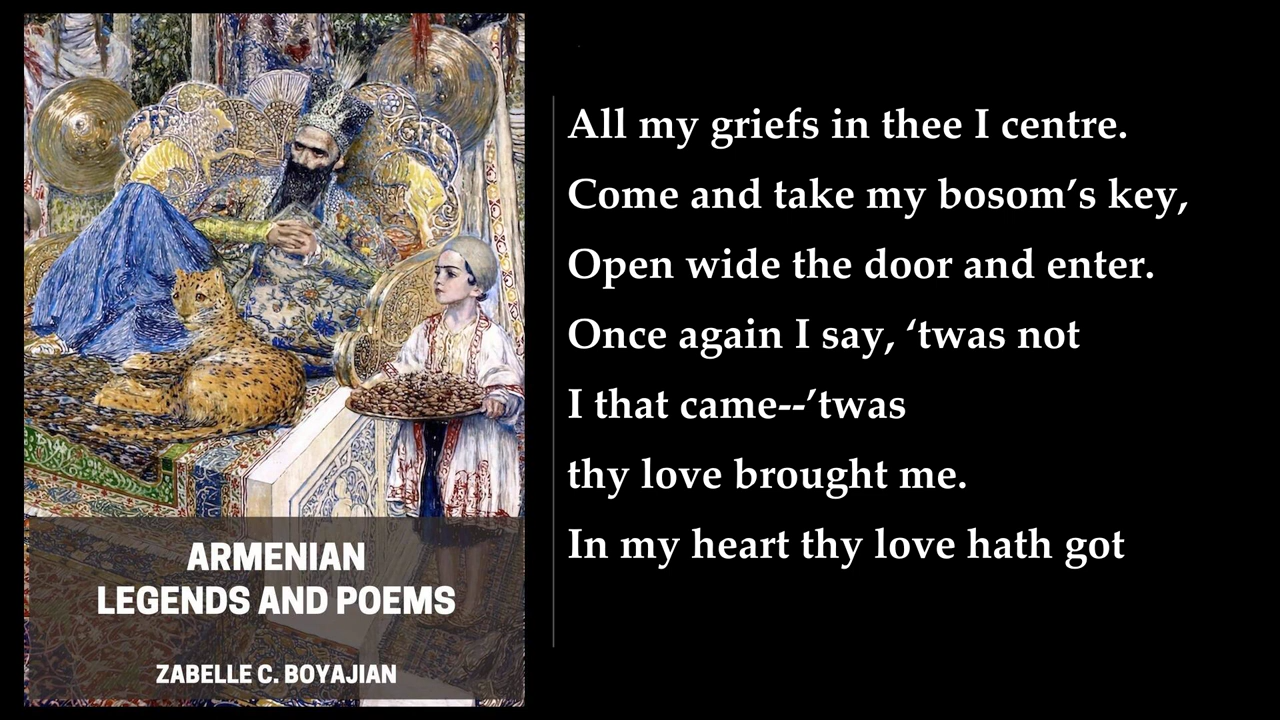 ARMENIAN
LEGENDS AND POEMS
ZABELLE C. BOYAJIAN
All my griefs in thee I centre.
Come and take my bosom’s key,
Open wide the door and enter.
Once again I say, ‘twas not
I that came--’twas
thy love brought me.
In my heart thy love hath got